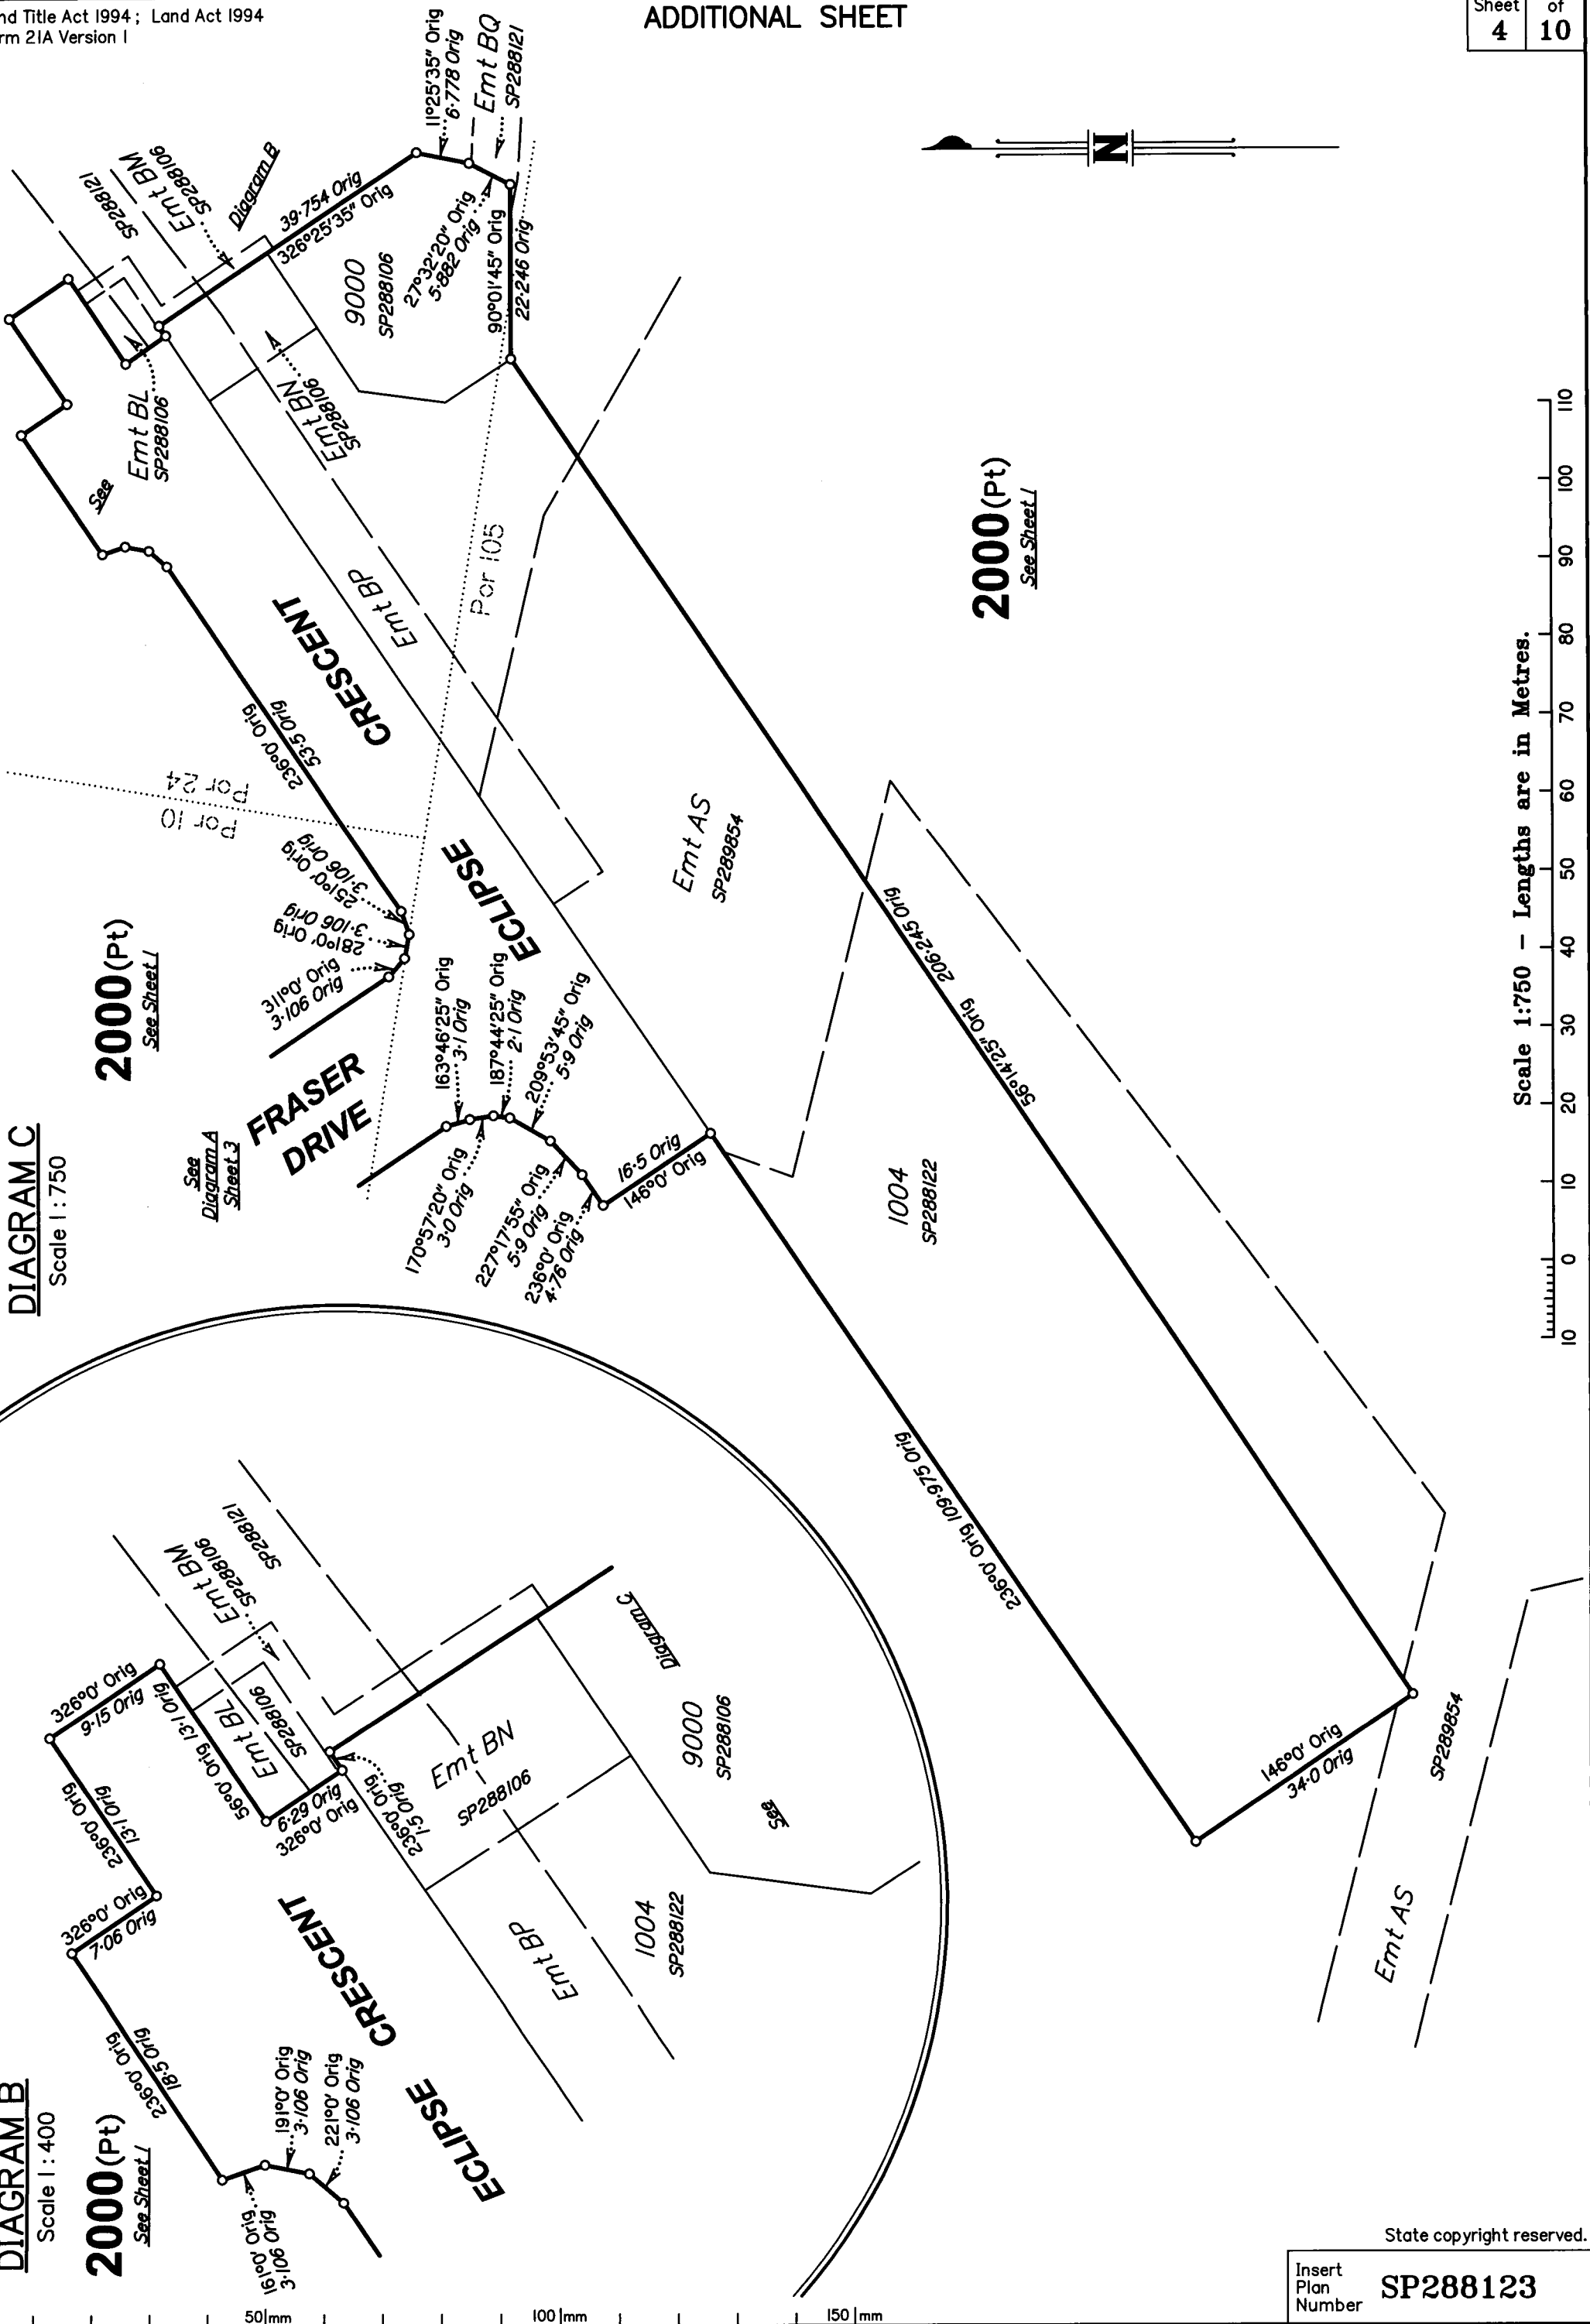 nd Title Act 1994 ; Land Act 1994
rm 21A Version 1
ADDITIONAL SHEET
Sheet
4
of
10
DIAGRAM C
Scale 1:750
2000(Pt)
See Sheet 1
See
Diagram A
Sheet 3
FRASER
DRIVE
ECLIPSE
CRESCENT
Por 10
Por 24
Por 105
236°0' Orig
53·5 Orig
251°0' Orig
3·106 Orig
281°0' Orig
3·106 Orig
311°0' Orig
3·106 Orig
163°46'25" Orig
3·1 Orig
170°57'20" Orig
3·0 Orig
187°44'25" Orig
2·1 Orig
209°53'45" Orig
5·9 Orig
227°17'55" Orig
5·9 Orig
236°0' Orig
4·76 Orig
16·5 Orig
146°0' Orig
See
Diagram B
Emt BL
SP288106
SP288121
Emt BM
SP288106
39·754 Orig
326°25'35" Orig
11°25'35" Orig
6·778 Orig
Emt BQ
SP288121
27°32'20" Orig
5·882 Orig
90°01'45" Orig
22·246 Orig
9000
SP288106
Emt BN
SP288106
Emt BP
Emt AS
SP289854
2000(Pt)
See Sheet 1
56°14'25" Orig 206·245 Orig
1004
SP288122
236°0' Orig 109·975 Orig
146°0' Orig
34·0 Orig
Emt AS
SP289854
N
DIAGRAM B
Scale 1:400
2000(Pt)
See Sheet 1
161°0' Orig
3·106 Orig
191°0' Orig
3·106 Orig
221°0' Orig
3·106 Orig
236°0' Orig
18·5 Orig
326°0' Orig
7·06 Orig
236°0' Orig
13·1 Orig
326°0' Orig
9·15 Orig
56°0' Orig 13·1 Orig
6·29 Orig
326°0' Orig
236°0' Orig
1·5 Orig
Emt BL
SP288106
Emt BM
SP288106
SP288121
Emt BN
SP288106
ECLIPSE CRESCENT
Emt BP
1004
SP288122
9000
SP288106
See
Diagram C
Scale 1:750 – Lengths are in Metres.
10 0 10 20 30 40 50 60 70 80 90 100 110
50 mm 100 mm 150 mm
State copyright reserved.
Insert
Plan
Number
SP288123